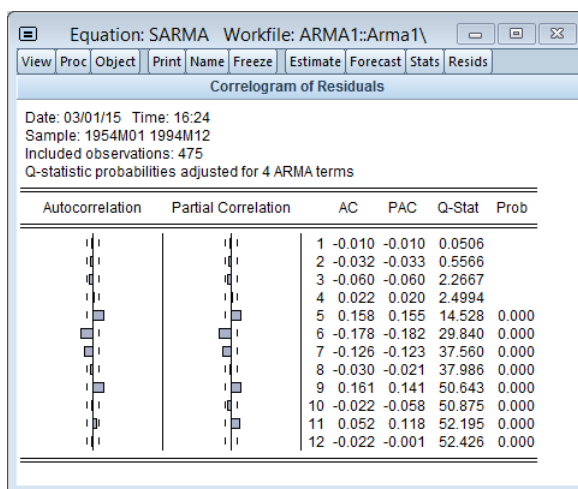 Equation: SARMA Workfile: ARMA1::Arma1\
View Proc Object Print Name Freeze Estimate Forecast Stats Resids
Correlogram of Residuals
Date: 03/01/15 Time: 16:24
Sample: 1954M01 1994M12
Included observations: 475
Q-statistic probabilities adjusted for 4 ARMA terms
Autocorrelation Partial Correlation AC PAC Q-Stat Prob
1 -0.010 -0.010 0.0506
2 -0.032 -0.033 0.5566
3 -0.060 -0.060 2.2667
4 0.022 0.020 2.4994
5 0.158 0.155 14.528 0.000
6 -0.178 -0.182 29.840 0.000
7 -0.126 -0.123 37.560 0.000
8 -0.030 -0.021 37.986 0.000
9 0.161 0.141 50.643 0.000
10 -0.022 -0.058 50.875 0.000
11 0.052 0.118 52.195 0.000
12 -0.022 -0.001 52.426 0.000